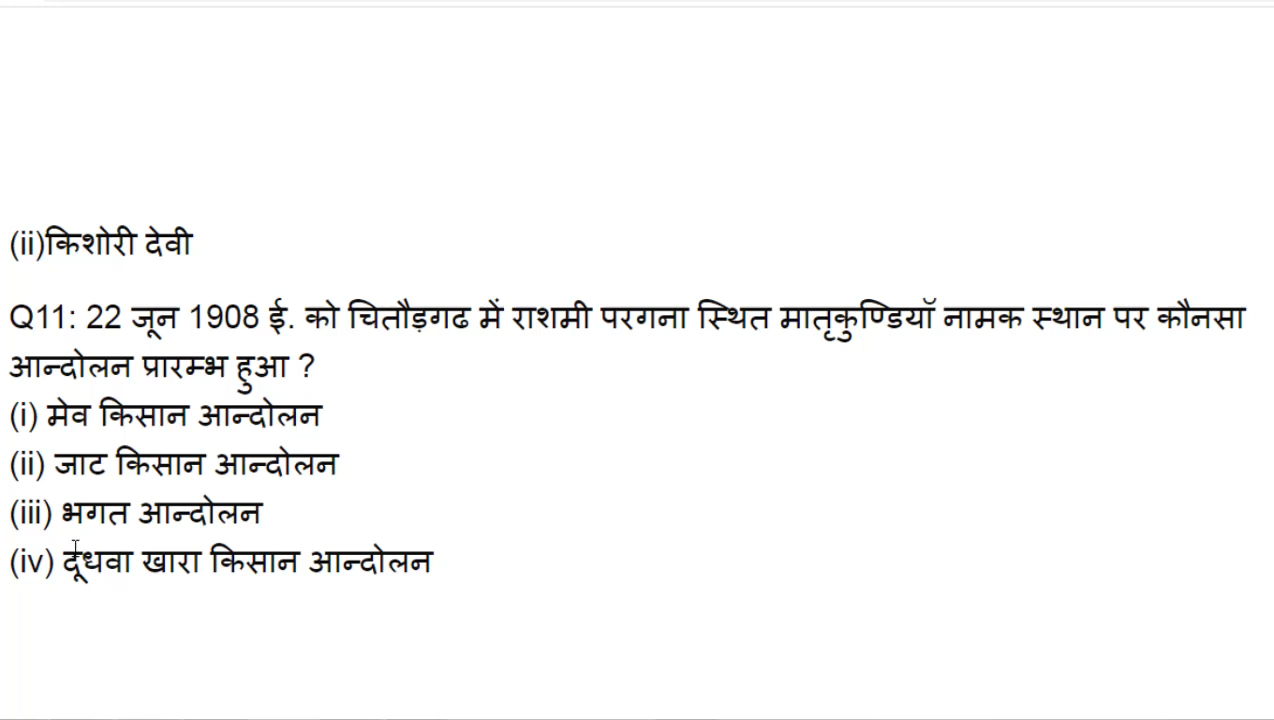 (ii)किशोरी देवी
Q11: 22 जून 1908 ई. को चितौड़गढ में राशमी परगना स्थित मातृकुण्डियॉ नामक स्थान पर कौनसा
आन्दोलन प्रारम्भ हुआ ?
(i) मेव किसान आन्दोलन
(ii) जाट किसान आन्दोलन
(iii) भगत आन्दोलन
(iv) दूधवा खारा किसान आन्दोलन